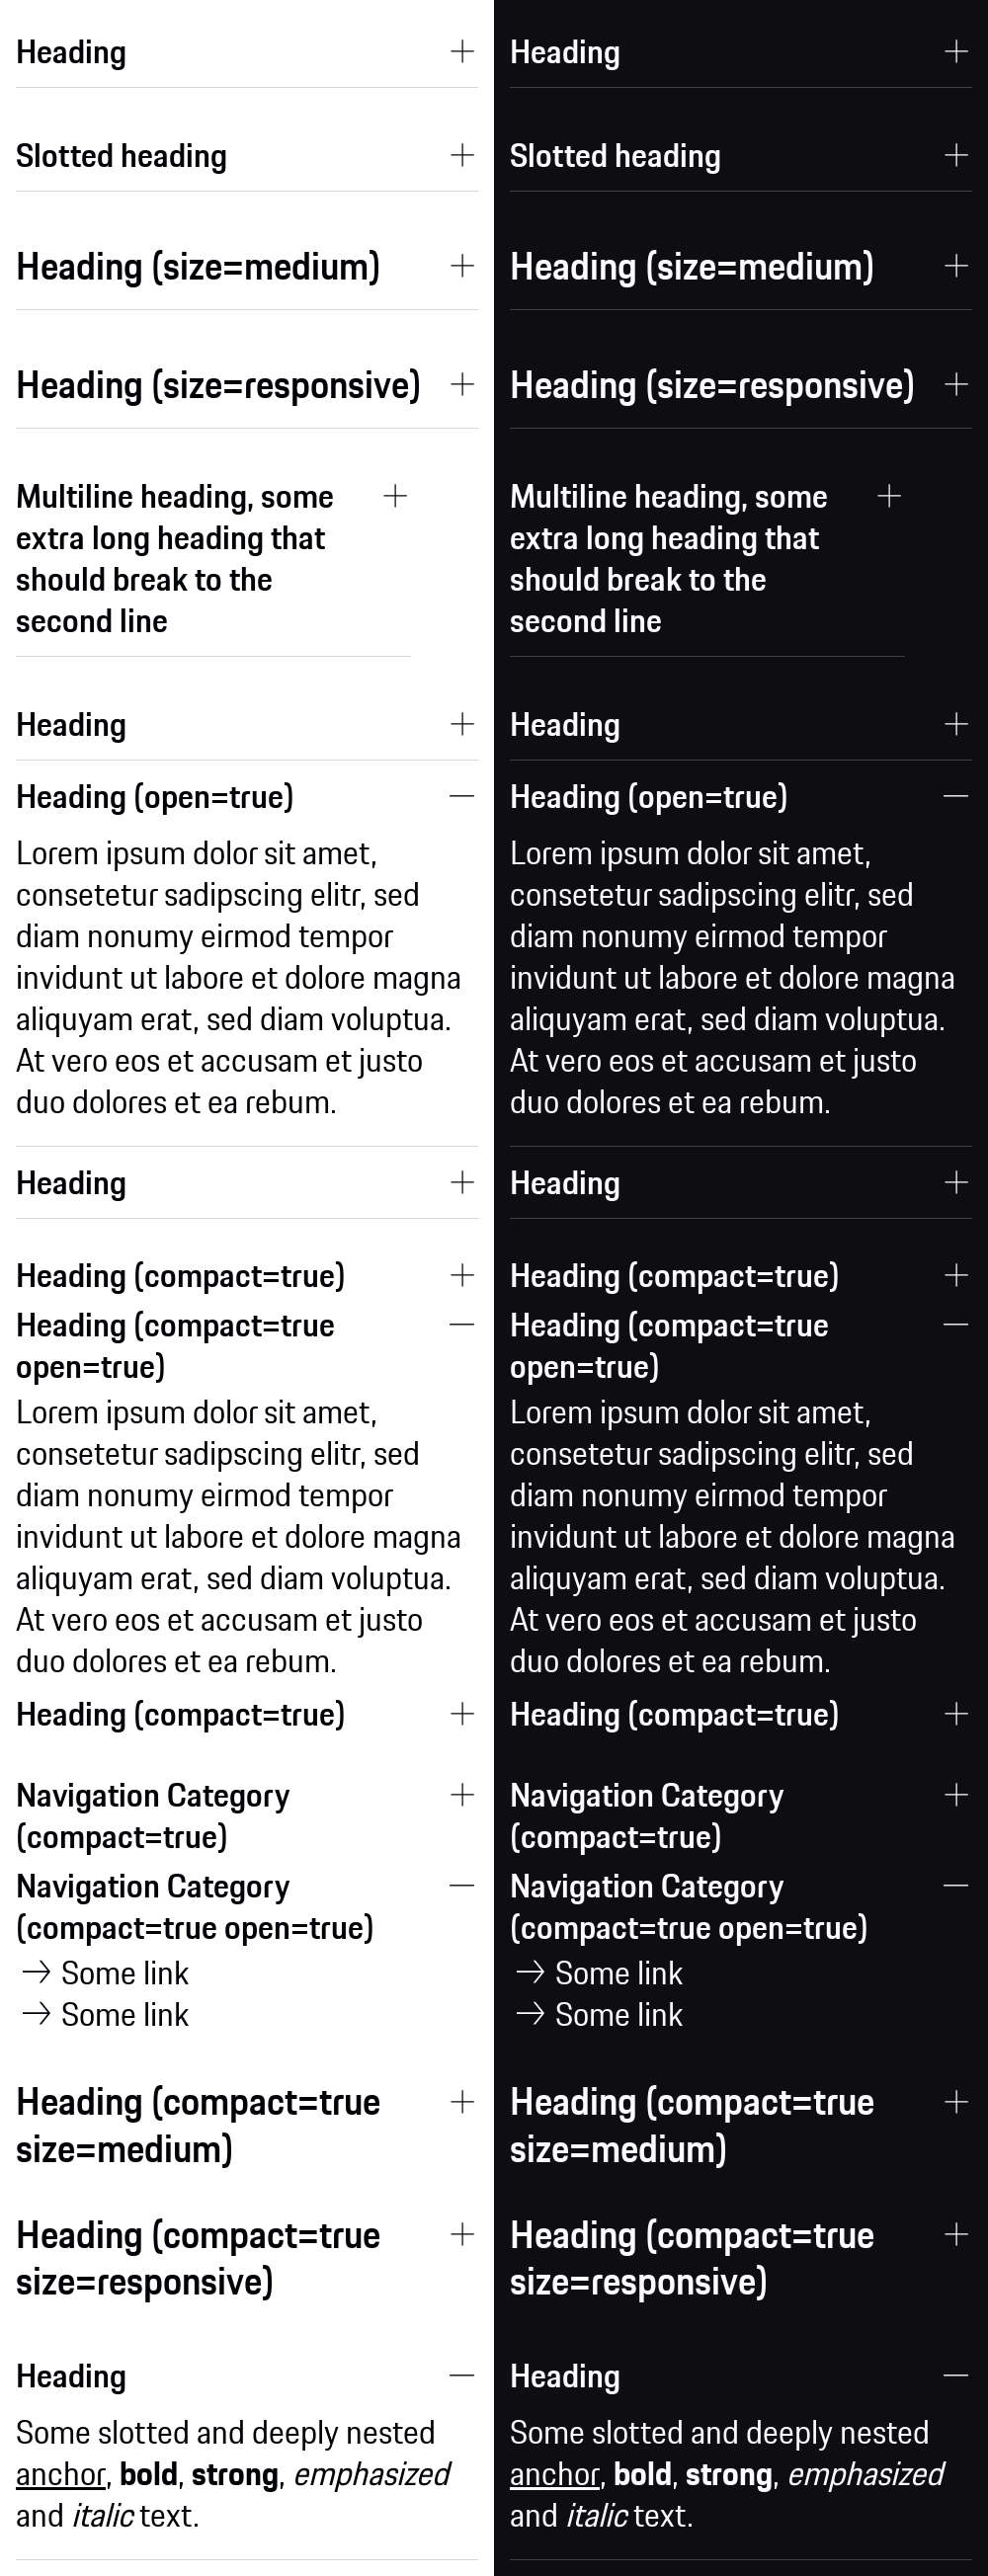 Heading
Slotted heading
Heading (size=medium)
Heading (size=responsive)
Multiline heading, some
extra long heading that
should break to the
second line
Heading
Heading (open=true)
Lorem ipsum dolor sit amet,
consetetur sadipscing elitr, sed
diam nonumy eirmod tempor
invidunt ut labore et dolore magna
aliquyam erat, sed diam voluptua.
At vero eos et accusam et justo
duo dolores et ea rebum.
Heading
Heading (compact=true)
Heading (compact=true
open=true)
Lorem ipsum dolor sit amet,
consetetur sadipscing elitr, sed
diam nonumy eirmod tempor
invidunt ut labore et dolore magna
aliquyam erat, sed diam voluptua.
At vero eos et accusam et justo
duo dolores et ea rebum.
Heading (compact=true)
Navigation Category
(compact=true)
Navigation Category
(compact=true open=true)
Some link
Some link
Heading (compact=true
size=medium)
Heading (compact=true
size=responsive)
Heading
Some slotted and deeply nested
anchor, bold, strong, emphasized
and italic text.
Heading
Slotted heading
Heading (size=medium)
Heading (size=responsive)
Multiline heading, some
extra long heading that
should break to the
second line
Heading
Heading (open=true)
Lorem ipsum dolor sit amet,
consetetur sadipscing elitr, sed
diam nonumy eirmod tempor
invidunt ut labore et dolore magna
aliquyam erat, sed diam voluptua.
At vero eos et accusam et justo
duo dolores et ea rebum.
Heading
Heading (compact=true)
Heading (compact=true
open=true)
Lorem ipsum dolor sit amet,
consetetur sadipscing elitr, sed
diam nonumy eirmod tempor
invidunt ut labore et dolore magna
aliquyam erat, sed diam voluptua.
At vero eos et accusam et justo
duo dolores et ea rebum.
Heading (compact=true)
Navigation Category
(compact=true)
Navigation Category
(compact=true open=true)
Some link
Some link
Heading (compact=true
size=medium)
Heading (compact=true
size=responsive)
Heading
Some slotted and deeply nested
anchor, bold, strong, emphasized
and italic text.